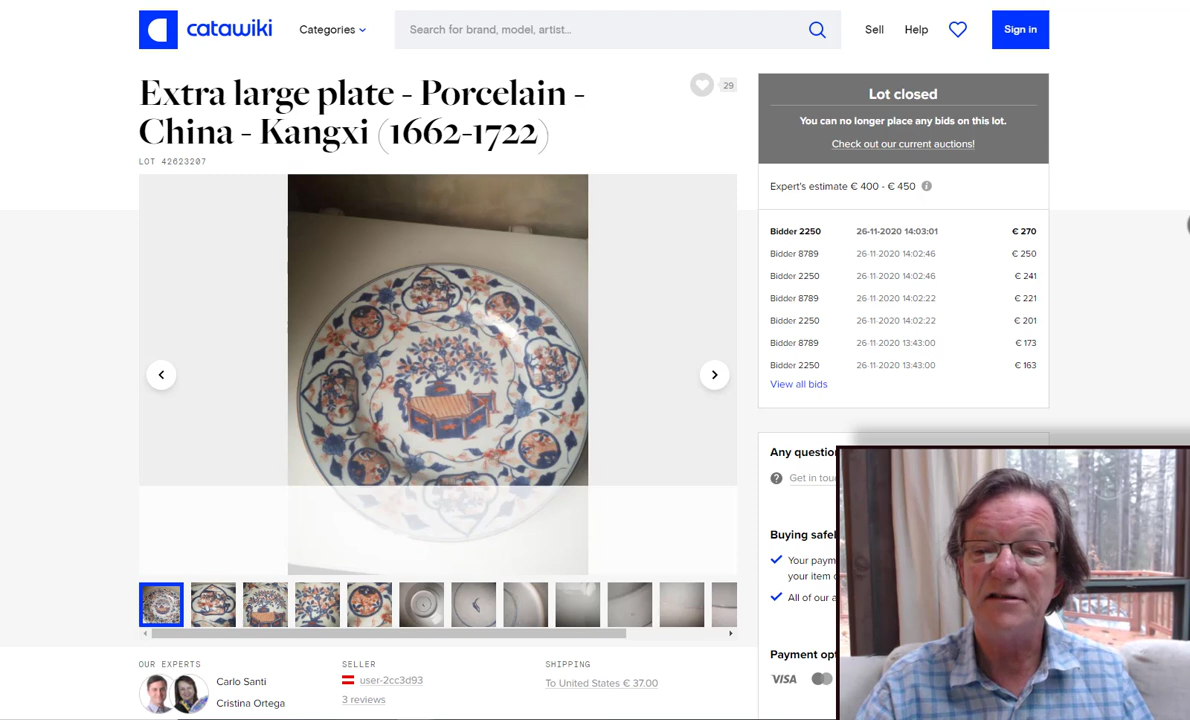 catawiki
Categories
Search for brand, model, artist...
Sell
Help
Sign in
Extra large plate - Porcelain -
China - Kangxi (1662-1722)
29
LOT 42623207
Lot closed
You can no longer place any bids on this lot.
Check out our current auctions!
Expert's estimate € 400 - € 450
Bidder 2250 26-11-2020 14:03:01 € 270
Bidder 8789 26-11-2020 14:02:46 € 250
Bidder 2250 26-11-2020 14:02:46 € 241
Bidder 8789 26-11-2020 14:02:22 € 221
Bidder 2250 26-11-2020 14:02:22 € 201
Bidder 8789 26-11-2020 13:43:00 € 173
Bidder 2250 26-11-2020 13:43:00 € 163
View all bids
Any questio
Get in tou
Buying safel
Your paym
your item
All of our a
Payment opt
VISA
OUR EXPERTS
Carlo Santi
Cristina Ortega
SELLER
user-2cc3d93
3 reviews
SHIPPING
To United States € 37.00